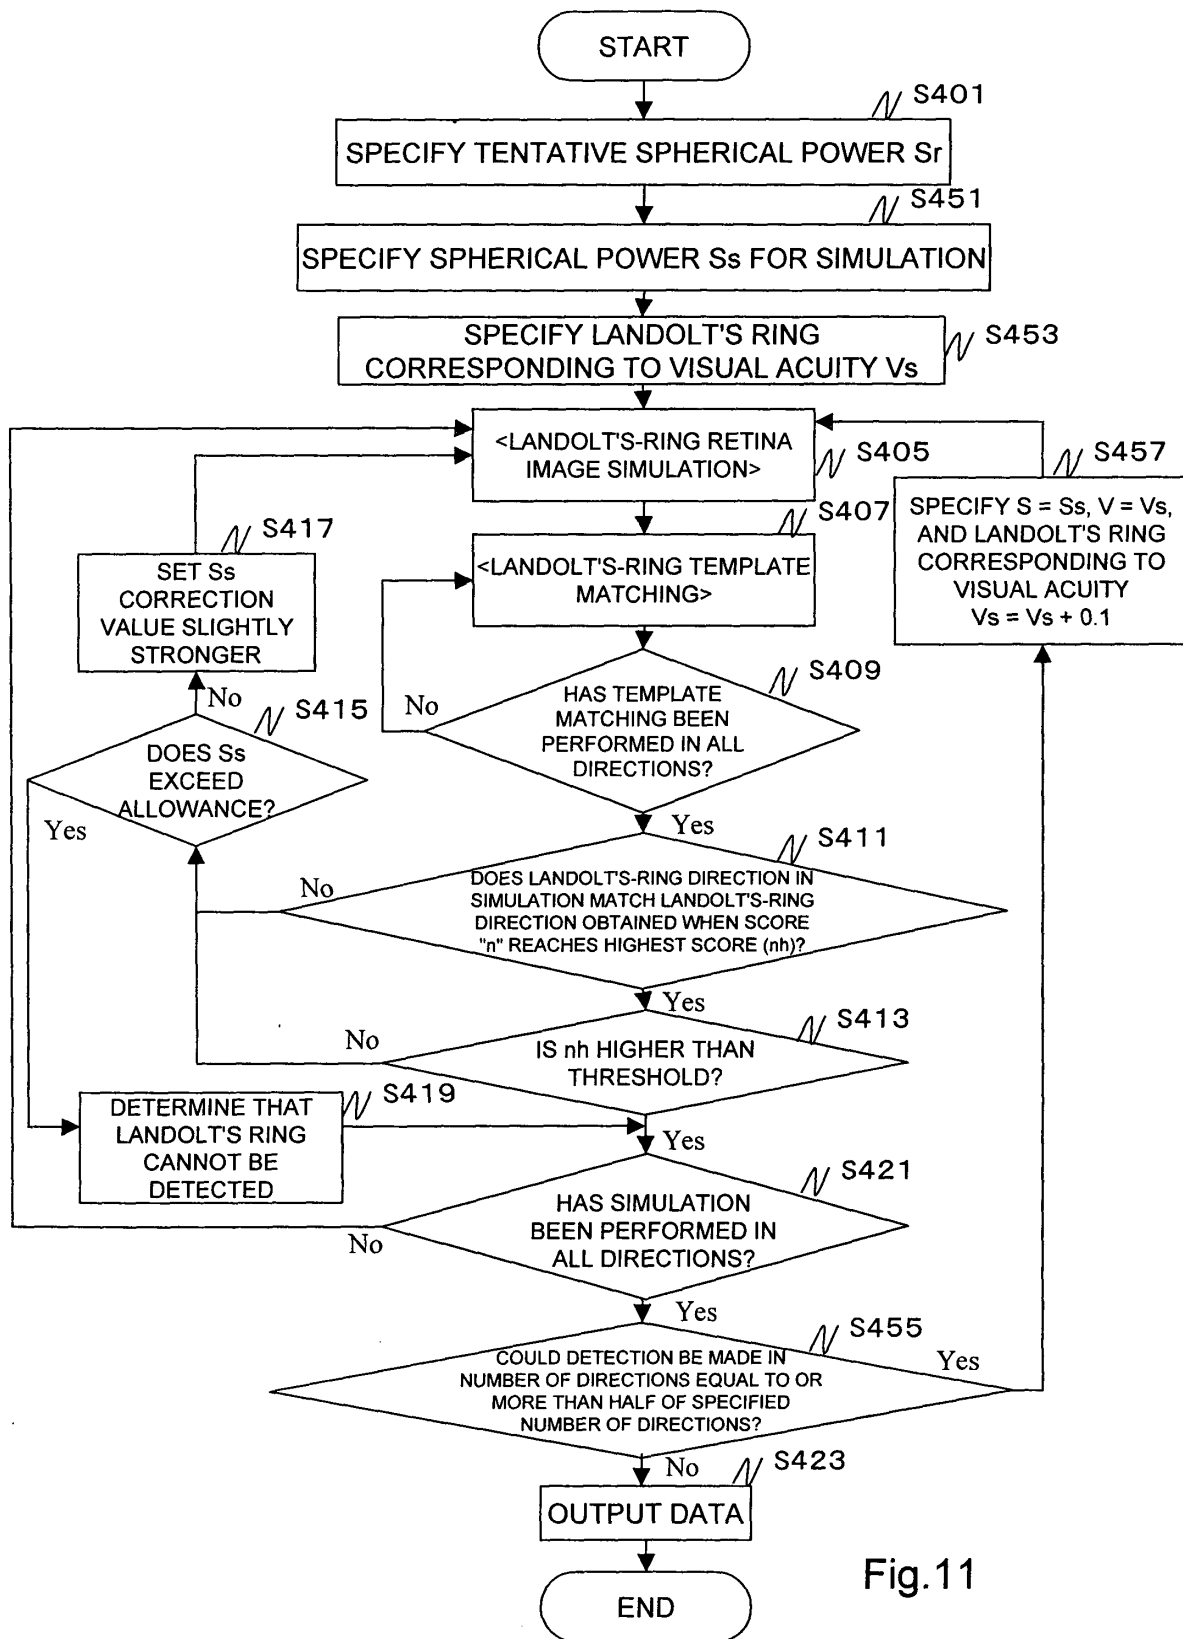 START
S401
SPECIFY TENTATIVE SPHERICAL POWER Sr
S451
SPECIFY SPHERICAL POWER Ss FOR SIMULATION
S453
SPECIFY LANDOLT'S RING
CORRESPONDING TO VISUAL ACUITY Vs
<LANDOLT'S-RING RETINA
IMAGE SIMULATION>
S405
S457
SPECIFY S = Ss, V = Vs,
AND LANDOLT'S RING
CORRESPONDING TO
VISUAL ACUITY
Vs = Vs + 0.1
S407
<LANDOLT'S-RING TEMPLATE
MATCHING>
S417
SET Ss
CORRECTION
VALUE SLIGHTLY
STRONGER
No
S415
DOES Ss
EXCEED
ALLOWANCE?
Yes
S409
HAS TEMPLATE
MATCHING BEEN
PERFORMED IN ALL
DIRECTIONS?
No
Yes
S411
DOES LANDOLT'S-RING DIRECTION IN
SIMULATION MATCH LANDOLT'S-RING
DIRECTION OBTAINED WHEN SCORE
"n" REACHES HIGHEST SCORE (nh)?
No
Yes
S413
IS nh HIGHER THAN
THRESHOLD?
No
Yes
S419
DETERMINE THAT
LANDOLT'S RING
CANNOT BE
DETECTED
S421
HAS SIMULATION
BEEN PERFORMED IN
ALL DIRECTIONS?
No
Yes
S455
COULD DETECTION BE MADE IN
NUMBER OF DIRECTIONS EQUAL TO OR
MORE THAN HALF OF SPECIFIED
NUMBER OF DIRECTIONS?
Yes
No
S423
OUTPUT DATA
END
Fig.11